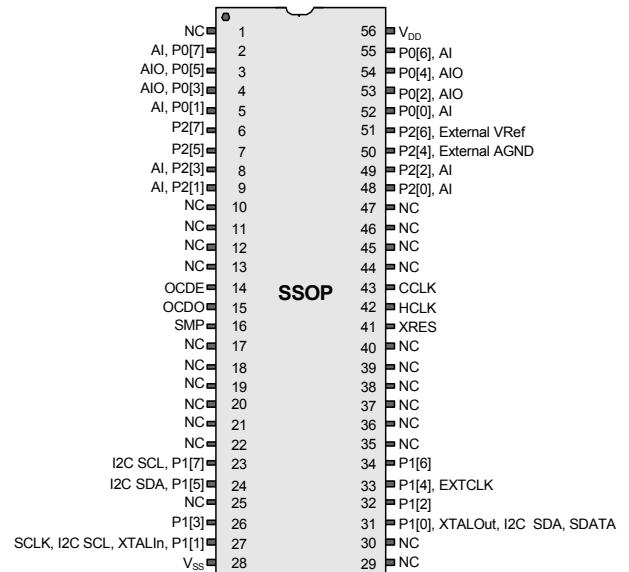 NC 1 56 VDD
AI, P0[7] 2 55 P0[6], AI
AIO, P0[5] 3 54 P0[4], AIO
AIO, P0[3] 4 53 P0[2], AIO
AI, P0[1] 5 52 P0[0], AI
P2[7] 6 51 P2[6], External VRef
P2[5] 7 50 P2[4], External AGND
AI, P2[3] 8 49 P2[2], AI
AI, P2[1] 9 48 P2[0], AI
NC 10 47 NC
NC 11 46 NC
NC 12 45 NC
NC 13 44 NC
OCDE 14 SSOP 43 CCLK
OCDO 15 42 HCLK
SMP 16 41 XRES
NC 17 40 NC
NC 18 39 NC
NC 19 38 NC
NC 20 37 NC
NC 21 36 NC
NC 22 35 NC
I2C SCL, P1[7] 23 34 P1[6]
I2C SDA, P1[5] 24 33 P1[4], EXTCLK
NC 25 32 P1[2]
P1[3] 26 31 P1[0], XTALOut, I2C SDA, SDATA
SCLK, I2C SCL, XTALIn, P1[1] 27 30 NC
VSS 28 29 NC